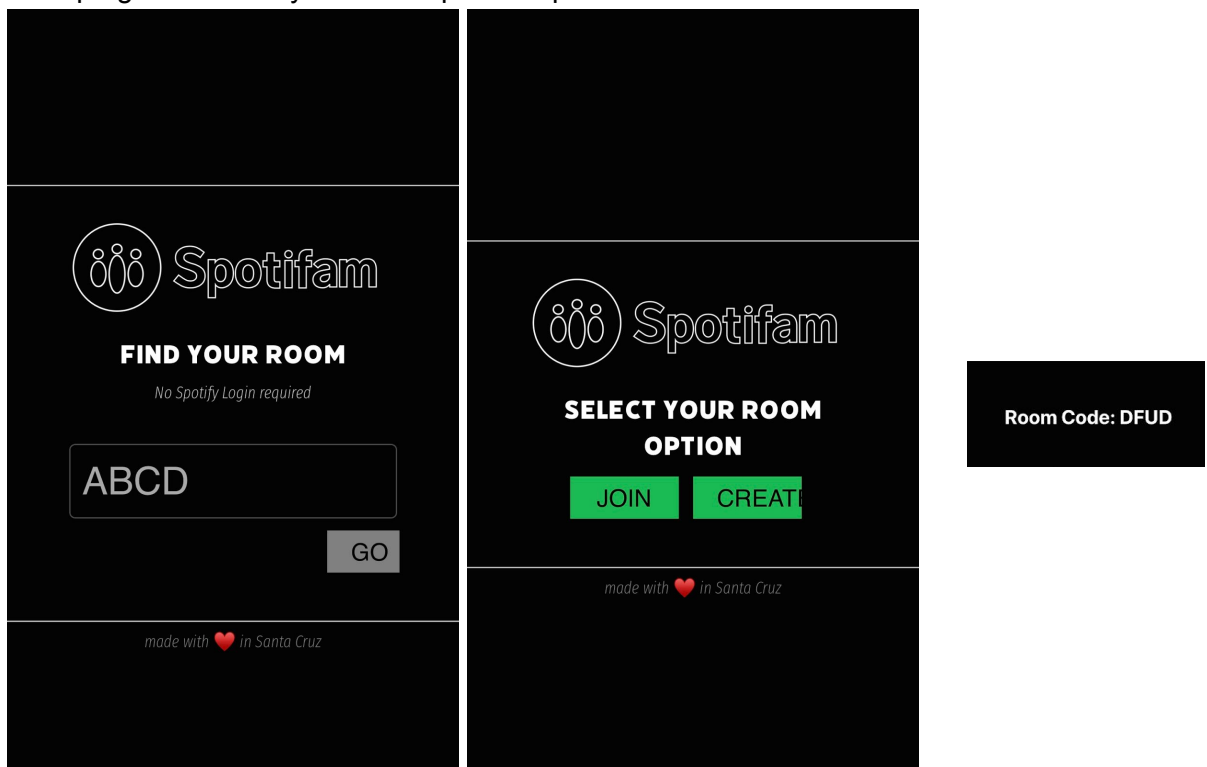 Spotifam
FIND YOUR ROOM
No Spotify Login required
ABCD
GO
made with ❤️ in Santa Cruz
Spotifam
SELECT YOUR ROOM
OPTION
JOIN
CREATE
made with ❤️ in Santa Cruz
Room Code: DFUD